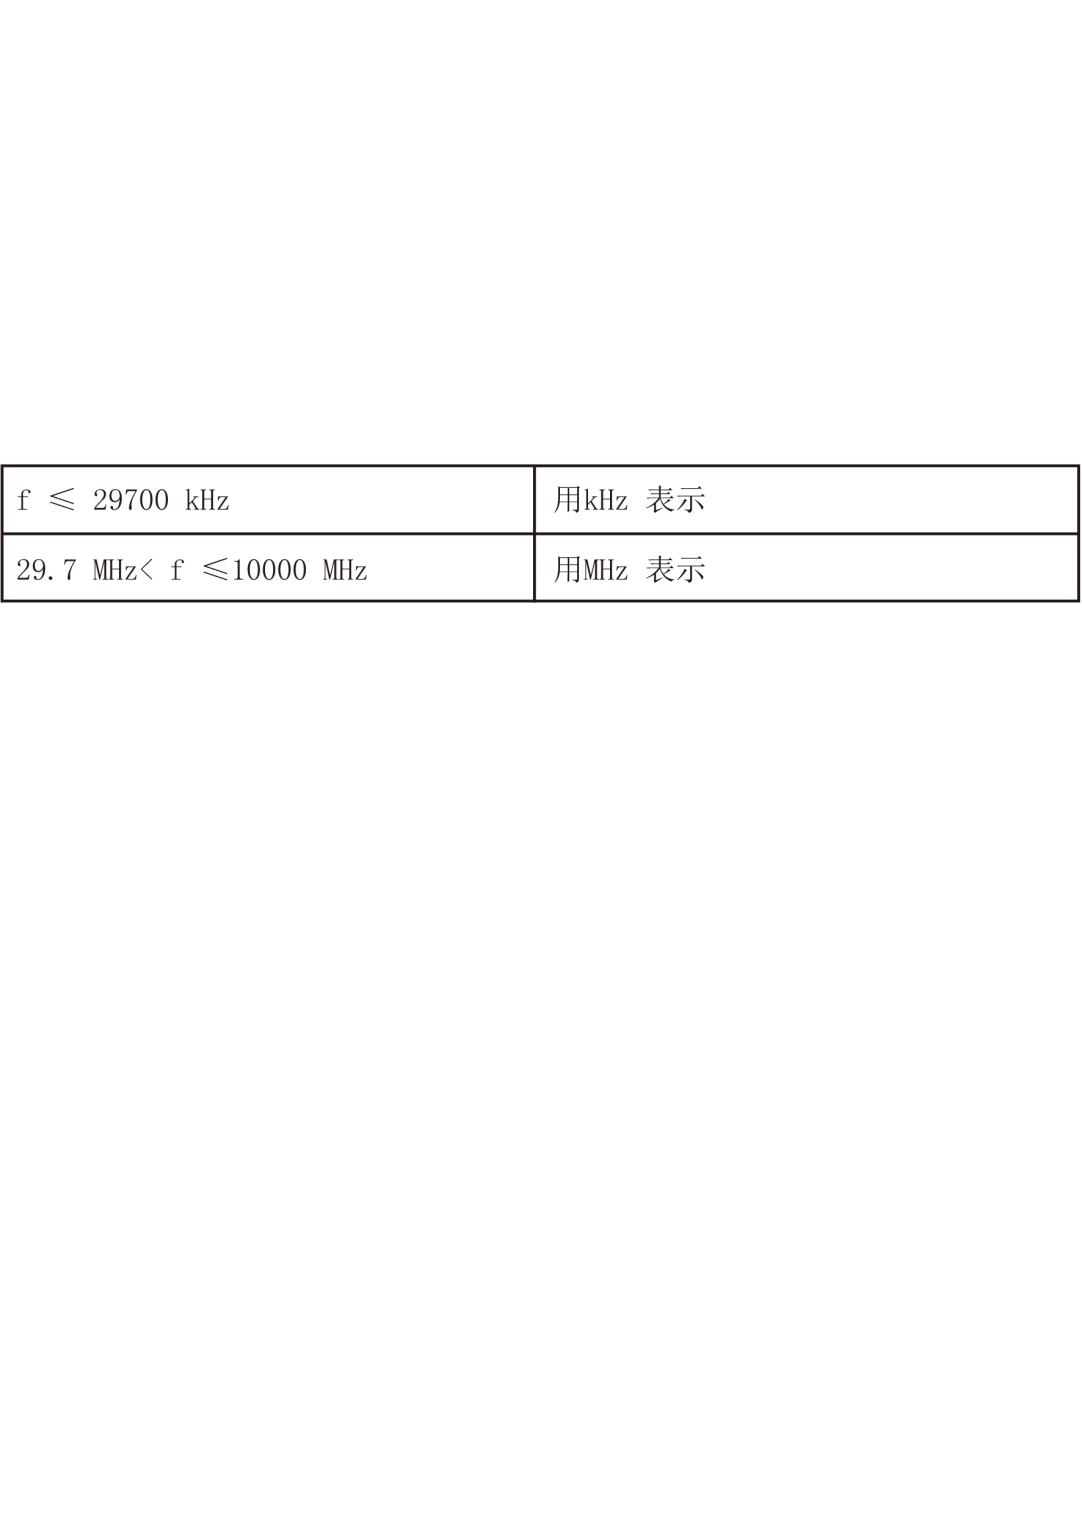 f ≤ 29700 kHz 用kHz 表示
29.7 MHz< f ≤10000 MHz 用MHz 表示